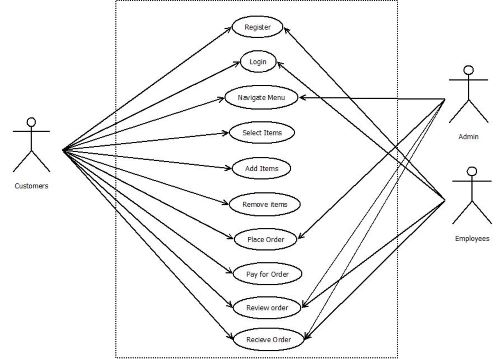 Register
Login
Navigate Menu
Select Items
Add Items
Remove items
Place Order
Pay for Order
Review order
Recieve Order
Customers
Admin
Employees